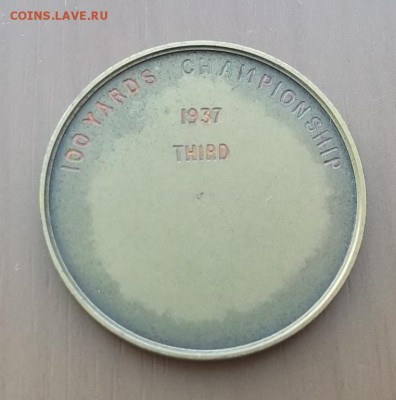 COINS.LAVE.RU
100 YARDS CHAMPIONSHIP
1937
THIRD